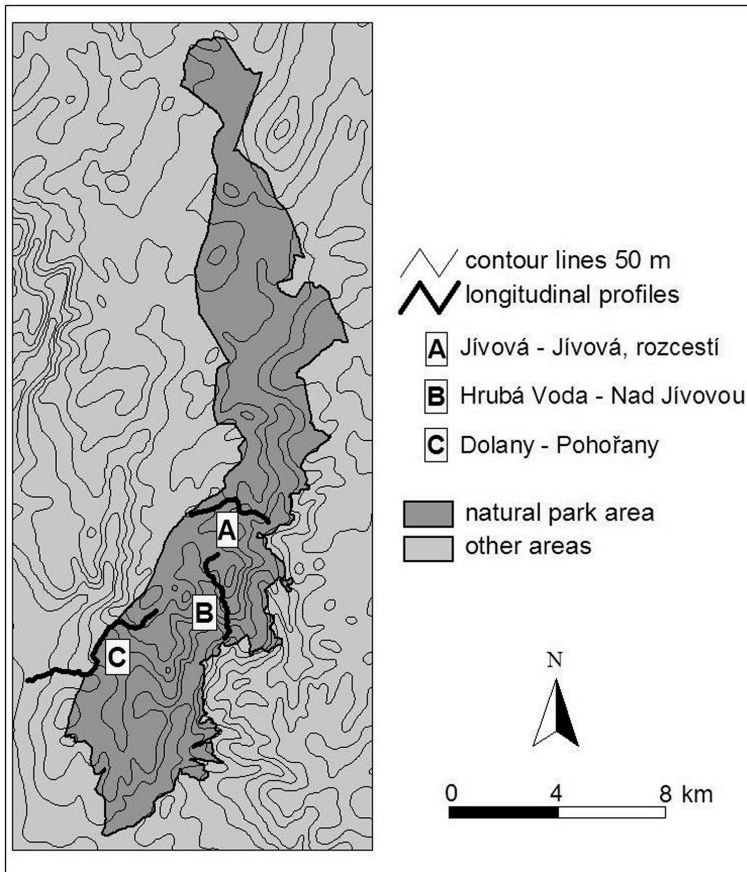 contour lines 50 m
longitudinal profiles
A Jívová - Jívová, rozcestí
B Hrubá Voda - Nad Jívovou
C Dolany - Pohořany
natural park area
other areas
A
B
C
N
0 4 8 km